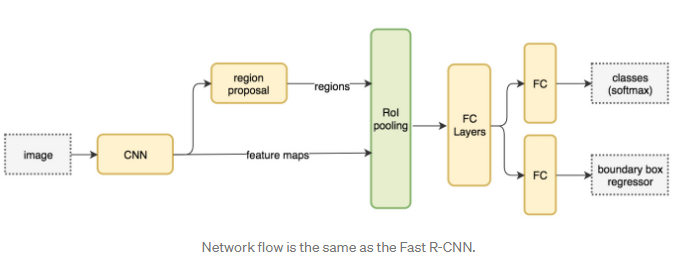 image
CNN
region
proposal
regions
feature maps
RoI
pooling
FC
Layers
FC
classes
(softmax)
FC
boundary box
regressor
Network flow is the same as the Fast R-CNN.